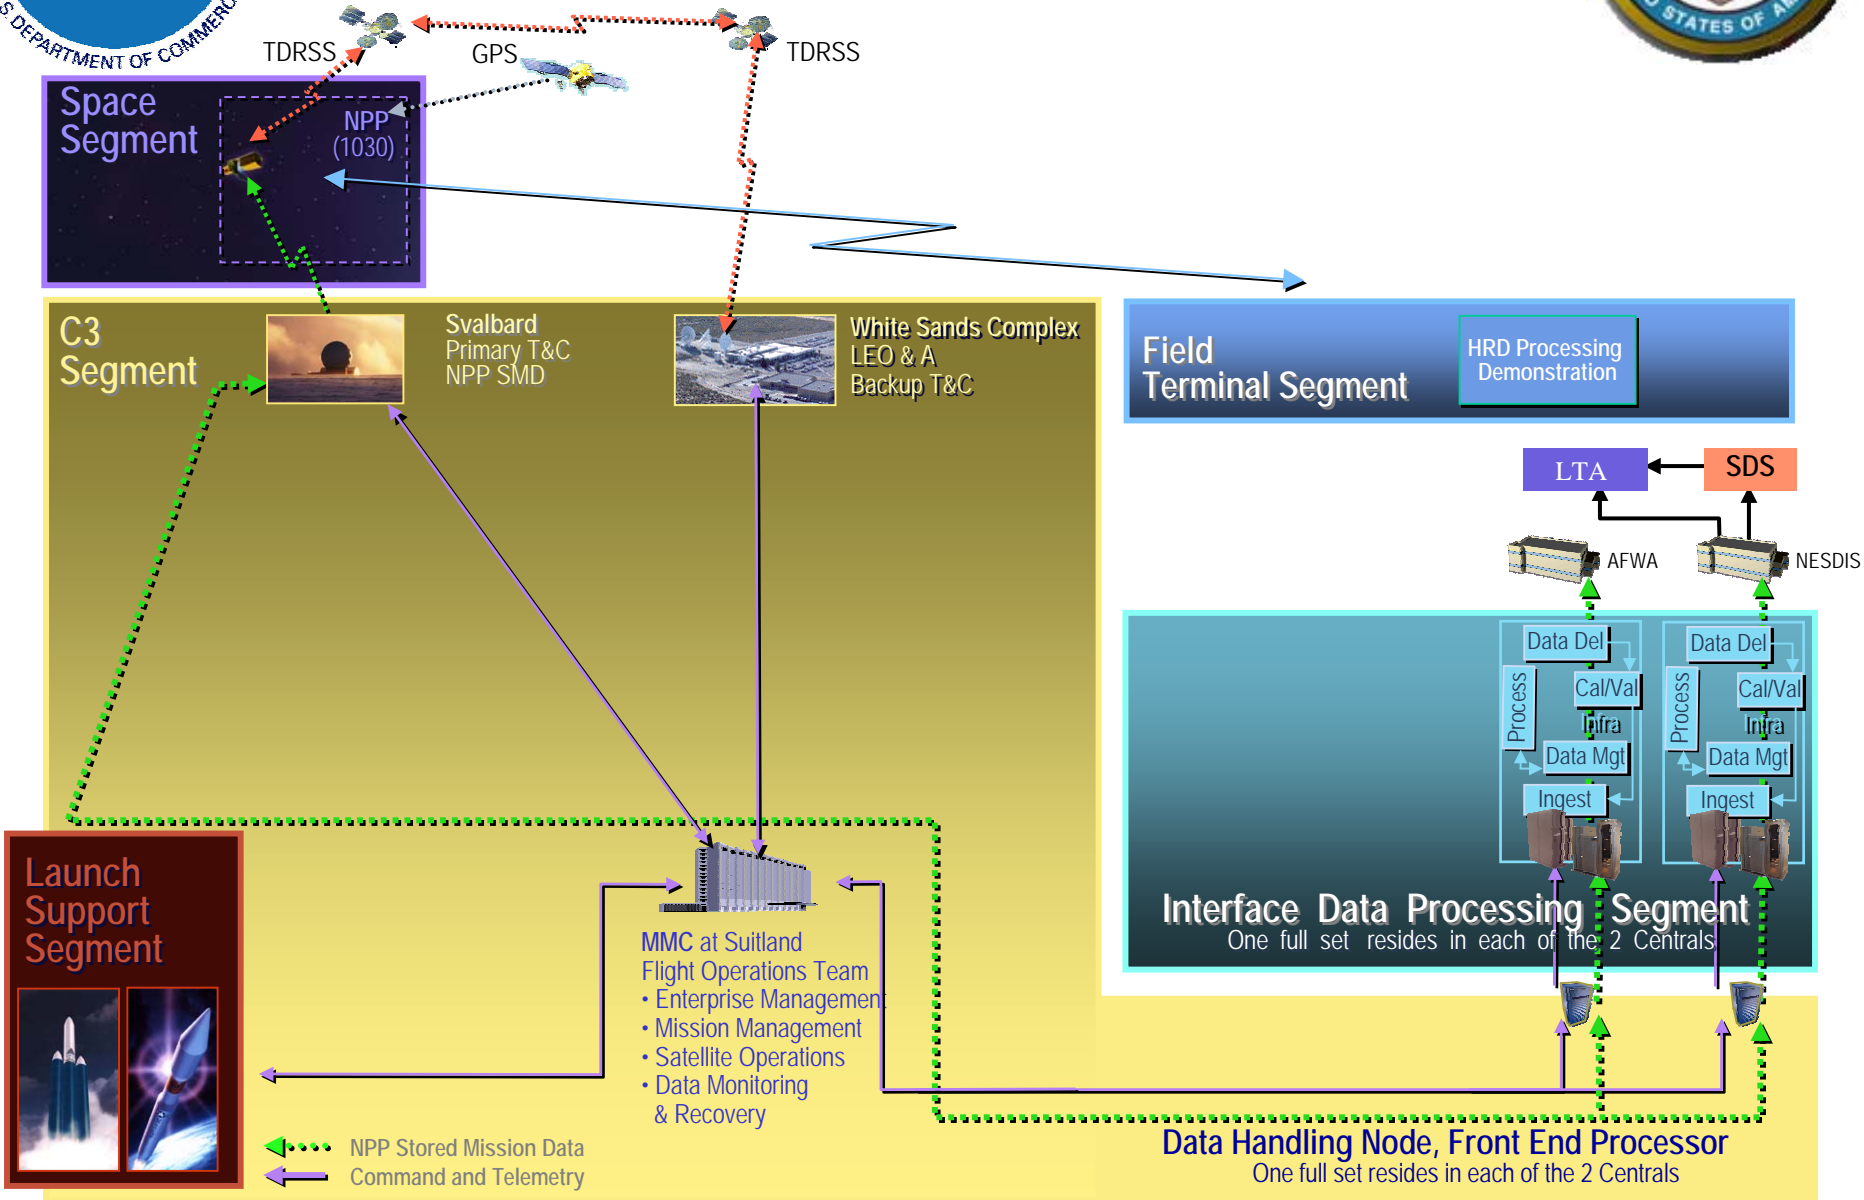 S. DEPARTMENT OF COMMERC
D STATES OF AM
TDRSS
GPS
TDRSS
Space
Segment
NPP
(1030)
C3
Segment
Svalbard
Primary T&C
NPP SMD
White Sands Complex
LEO & A
Backup T&C
Field
Terminal Segment
HRD Processing
Demonstration
LTA
SDS
AFWA
NESDIS
Data Del
Cal/Val
Process
Infra
Data Mgt
Ingest
Data Del
Cal/Val
Process
Infra
Data Mgt
Ingest
Interface Data Processing Segment
One full set resides in each of the 2 Centrals
Launch
Support
Segment
MMC at Suitland
Flight Operations Team
• Enterprise Management
• Mission Management
• Satellite Operations
• Data Monitoring
& Recovery
NPP Stored Mission Data
Command and Telemetry
Data Handling Node, Front End Processor
One full set resides in each of the 2 Centrals